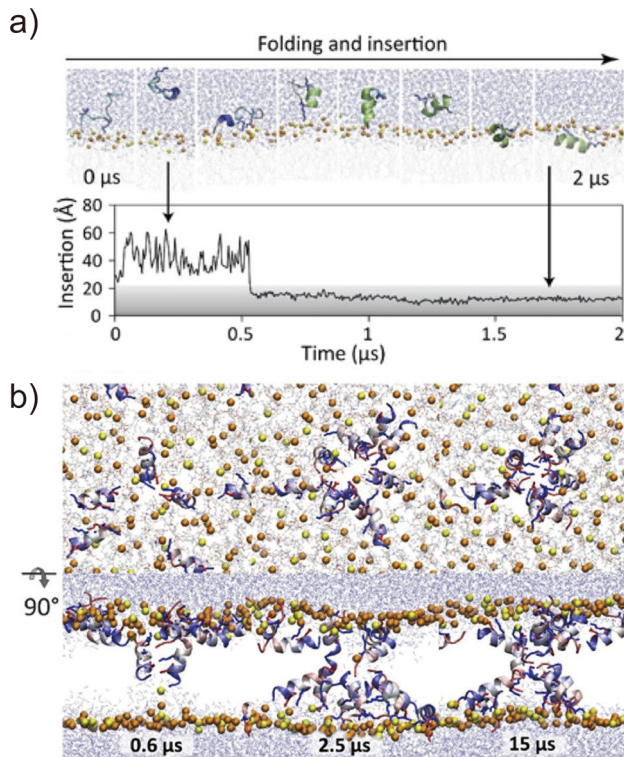 a)
Folding and insertion
0 µs
2 µs
Insertion (Å)
80
60
40
20
0
0
0.5
1
1.5
2
Time (µs)
b)
90°
0.6 µs
2.5 µs
15 µs